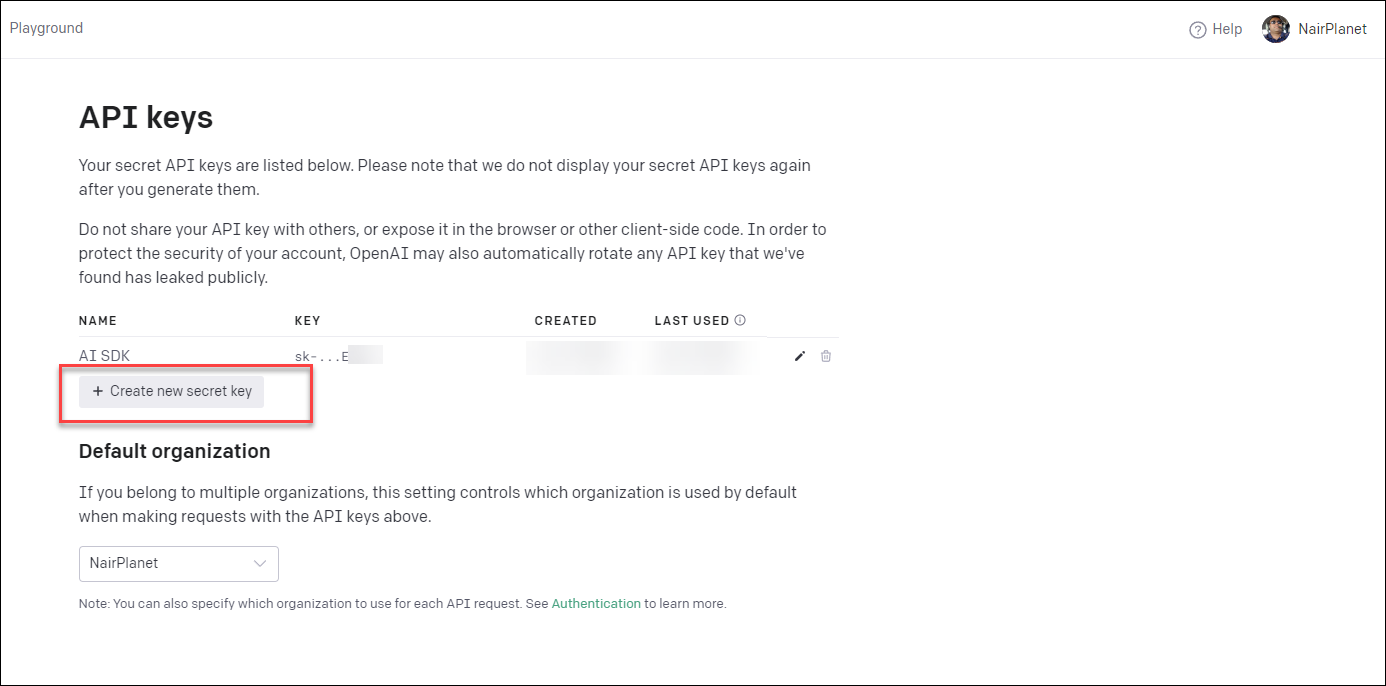 Playground
Help
NairPlanet
API keys
Your secret API keys are listed below. Please note that we do not display your secret API keys again
after you generate them.
Do not share your API key with others, or expose it in the browser or other client-side code. In order to
protect the security of your account, OpenAI may also automatically rotate any API key that we've
found has leaked publicly.
NAME KEY CREATED LAST USED
AI SDK sk-...E
+ Create new secret key
Default organization
If you belong to multiple organizations, this setting controls which organization is used by default
when making requests with the API keys above.
NairPlanet
Note: You can also specify which organization to use for each API request. See Authentication to learn more.